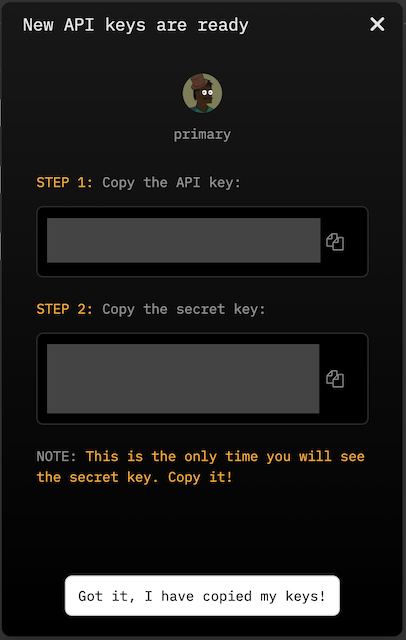 New API keys are ready
primary
STEP 1: Copy the API key:
STEP 2: Copy the secret key:
NOTE: This is the only time you will see
the secret key. Copy it!
Got it, I have copied my keys!